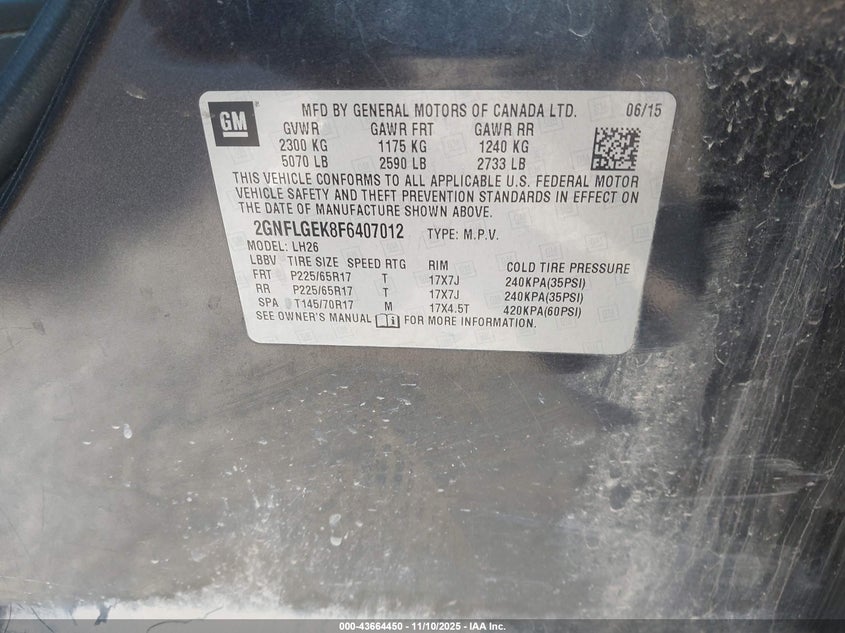 GM
MFD BY GENERAL MOTORS OF CANADA LTD. 06/15
GVWR GAWR FRT GAWR RR
2300 KG 1175 KG 1240 KG
5070 LB 2590 LB 2733 LB
THIS VEHICLE CONFORMS TO ALL APPLICABLE U.S. FEDERAL MOTOR
VEHICLE SAFETY AND THEFT PREVENTION STANDARDS IN EFFECT ON
THE DATE OF MANUFACTURE SHOWN ABOVE.
2GNFLGEK8F6407012 TYPE: M.P.V.
MODEL: LH26
LBBV TIRE SIZE SPEED RTG RIM COLD TIRE PRESSURE
FRT P225/65R17 T 17X7J 240KPA(35PSI)
RR P225/65R17 T 17X7J 240KPA(35PSI)
SPA T145/70R17 M 17X4.5T 420KPA(60PSI)
SEE OWNER'S MANUAL FOR MORE INFORMATION.
000-43664450 — 11/10/2025 — IAA Inc.